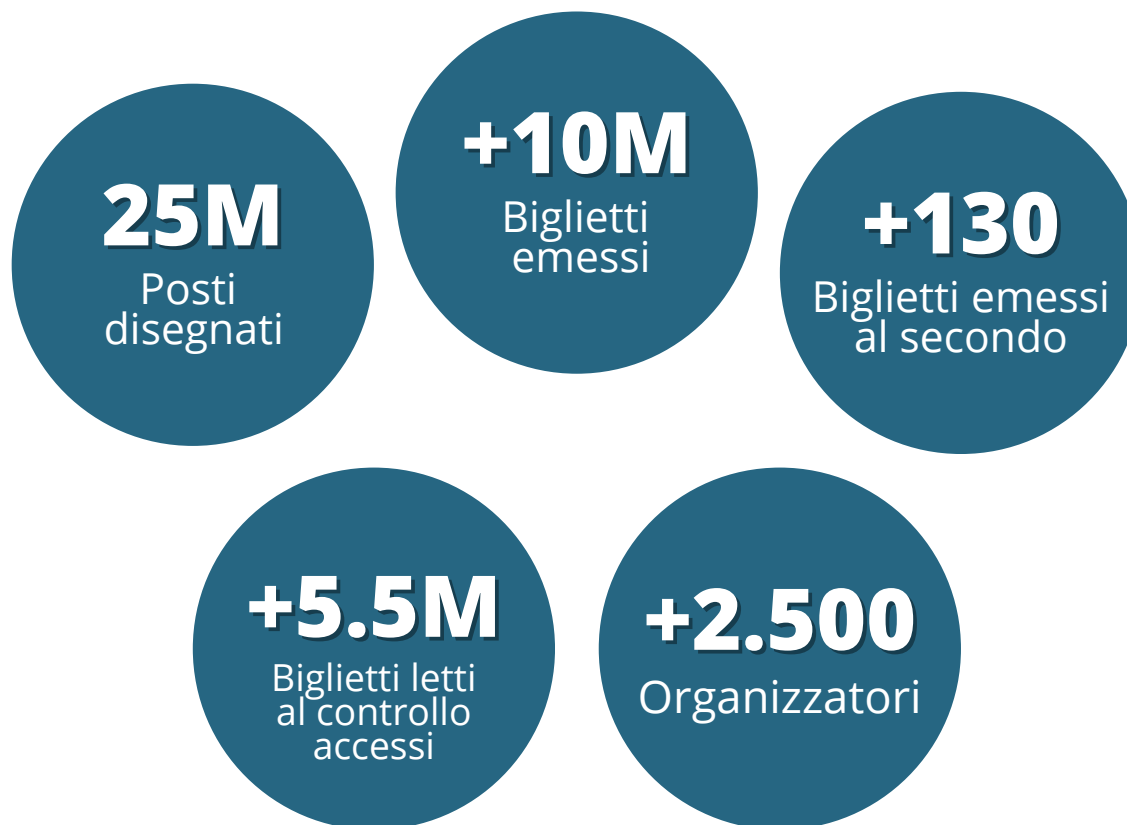 25M
Posti
disegnati
+10M
Biglietti
emessi
+130
Biglietti emessi
al secondo
+5.5M
Biglietti letti
al controllo
accessi
+2.500
Organizzatori